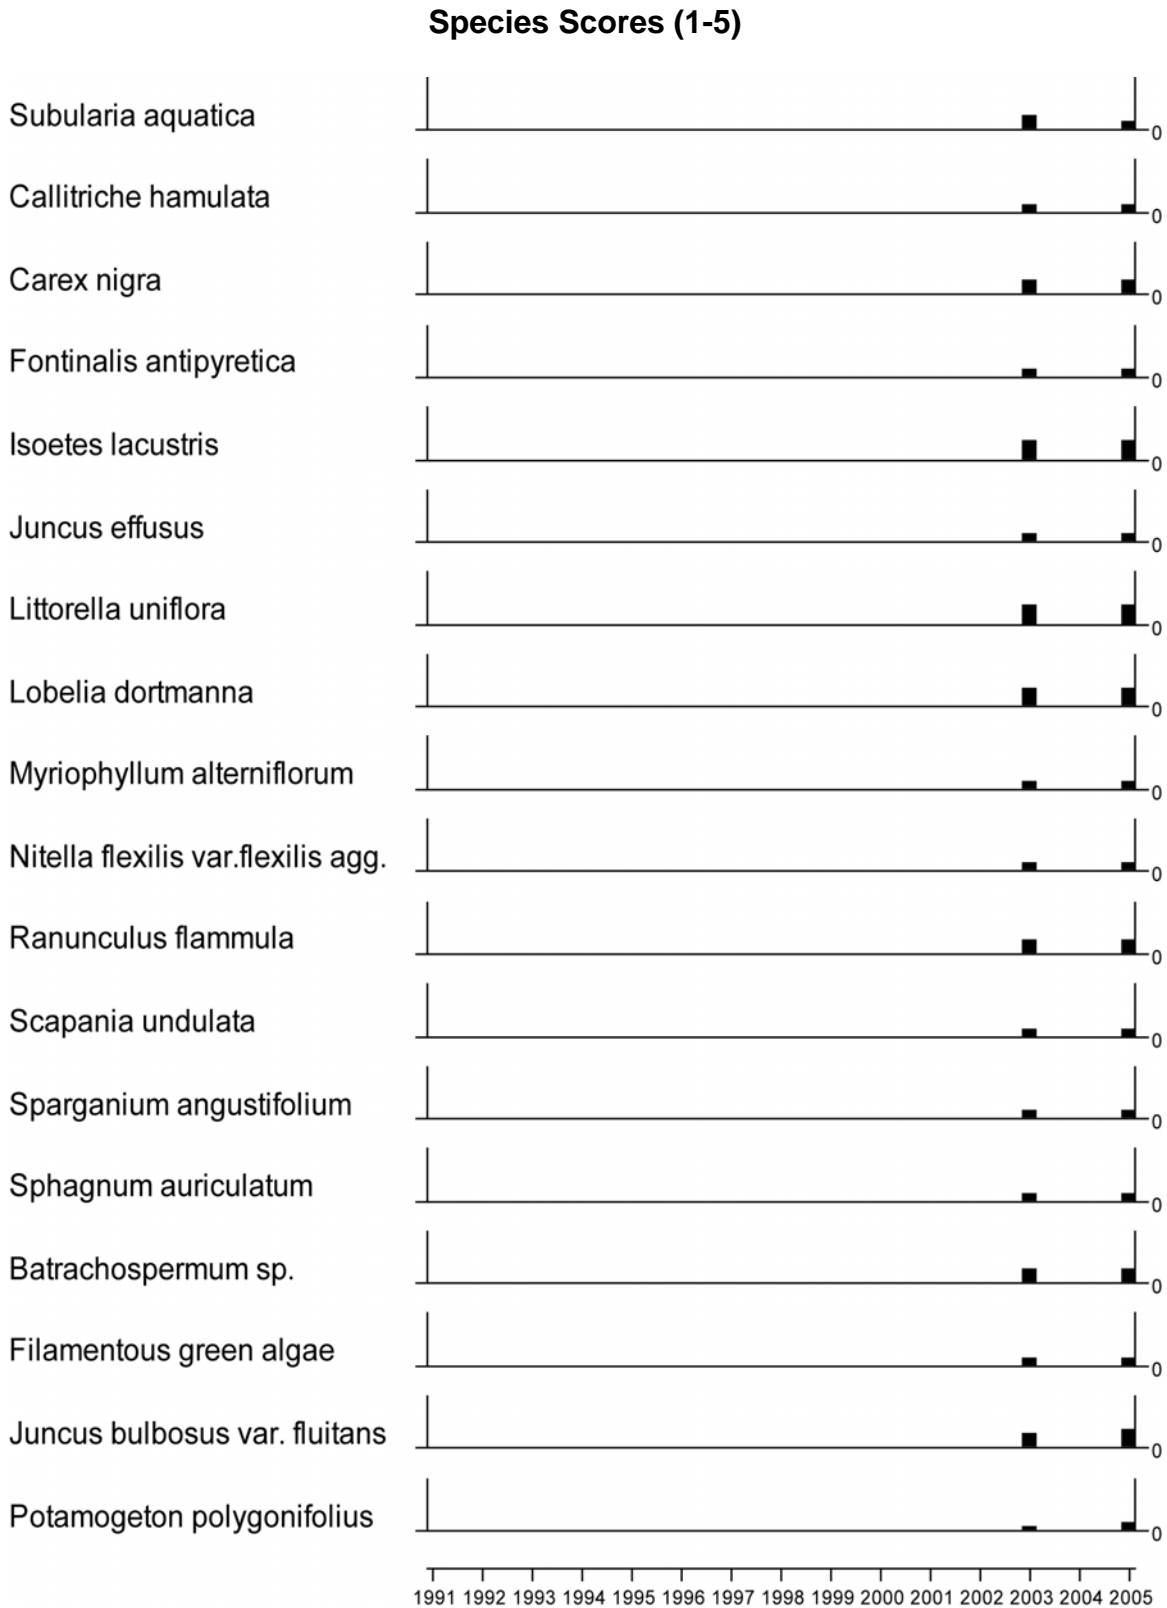 Species Scores (1-5)
Subularia aquatica
0
Callitriche hamulata
0
Carex nigra
0
Fontinalis antipyretica
0
Isoetes lacustris
0
Juncus effusus
0
Littorella uniflora
0
Lobelia dortmanna
0
Myriophyllum alterniflorum
0
Nitella flexilis var.flexilis agg.
0
Ranunculus flammula
0
Scapania undulata
0
Sparganium angustifolium
0
Sphagnum auriculatum
0
Batrachospermum sp.
0
Filamentous green algae
0
Juncus bulbosus var. fluitans
0
Potamogeton polygonifolius
0
1991 1992 1993 1994 1995 1996 1997 1998 1999 2000 2001 2002 2003 2004 2005